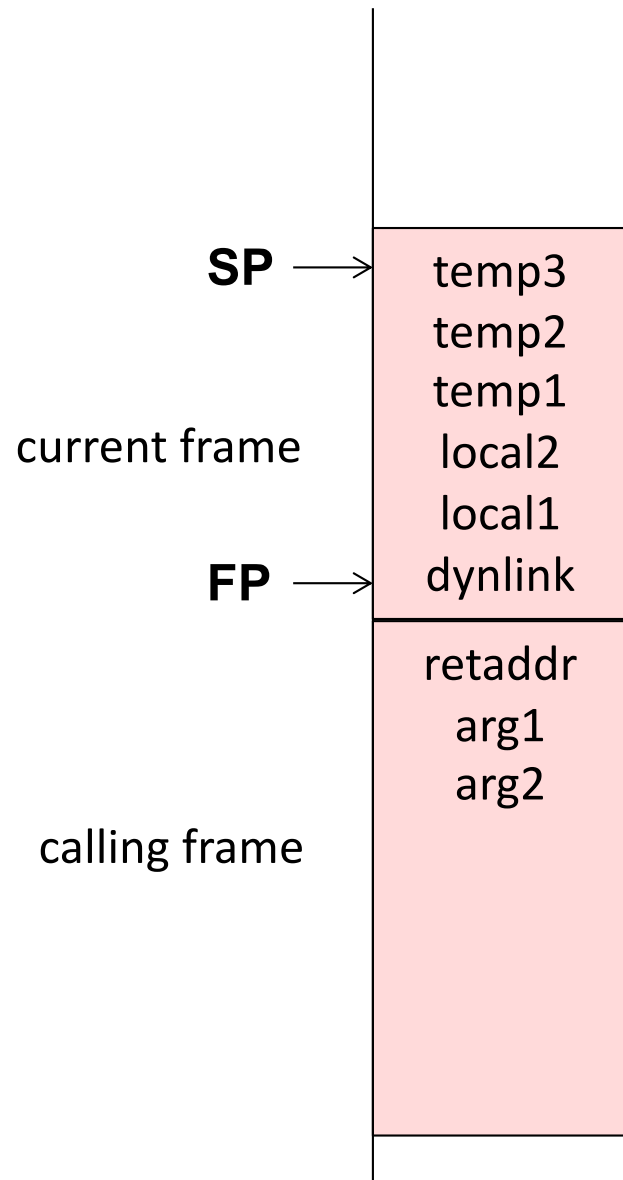 SP
temp3
temp2
temp1
current frame
local2
local1
FP
dynlink
retaddr
arg1
arg2
calling frame